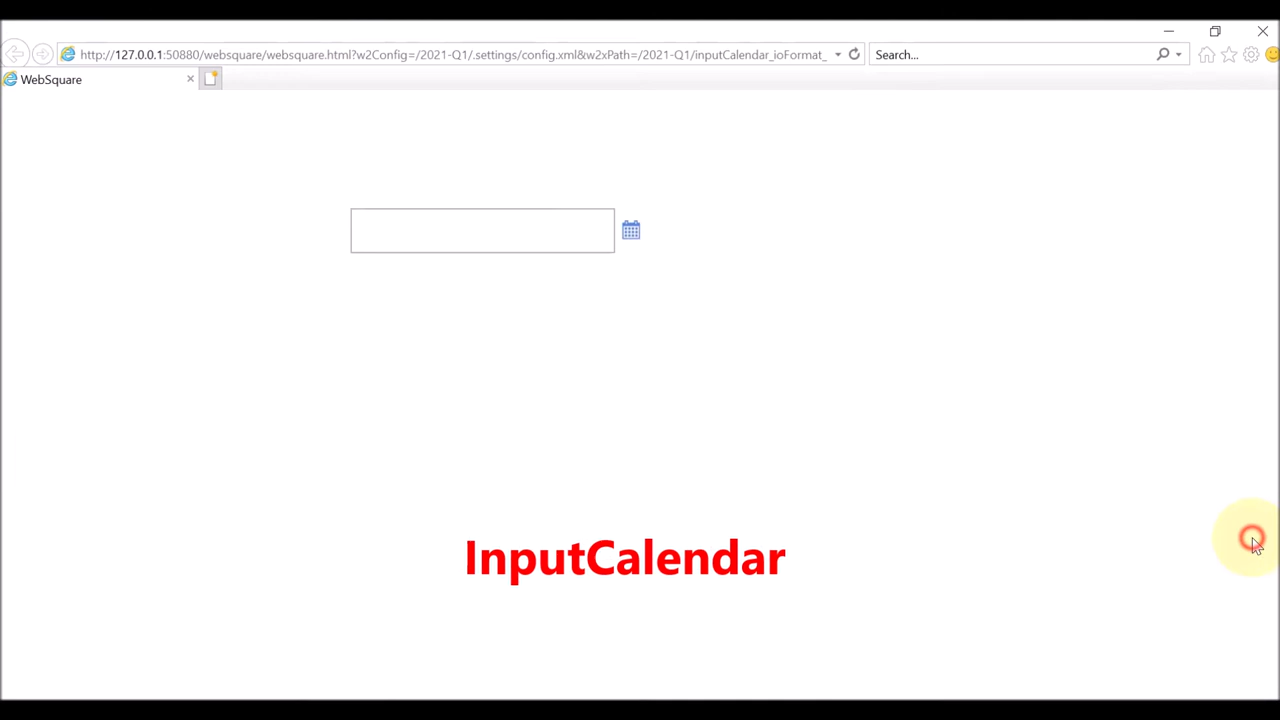 http://127.0.0.1:50880/websquare/websquare.html?w2Config=/2021-Q1/.settings/config.xml&w2xPath=/2021-Q1/inputCalendar_ioFormat_
Search...
WebSquare
InputCalendar